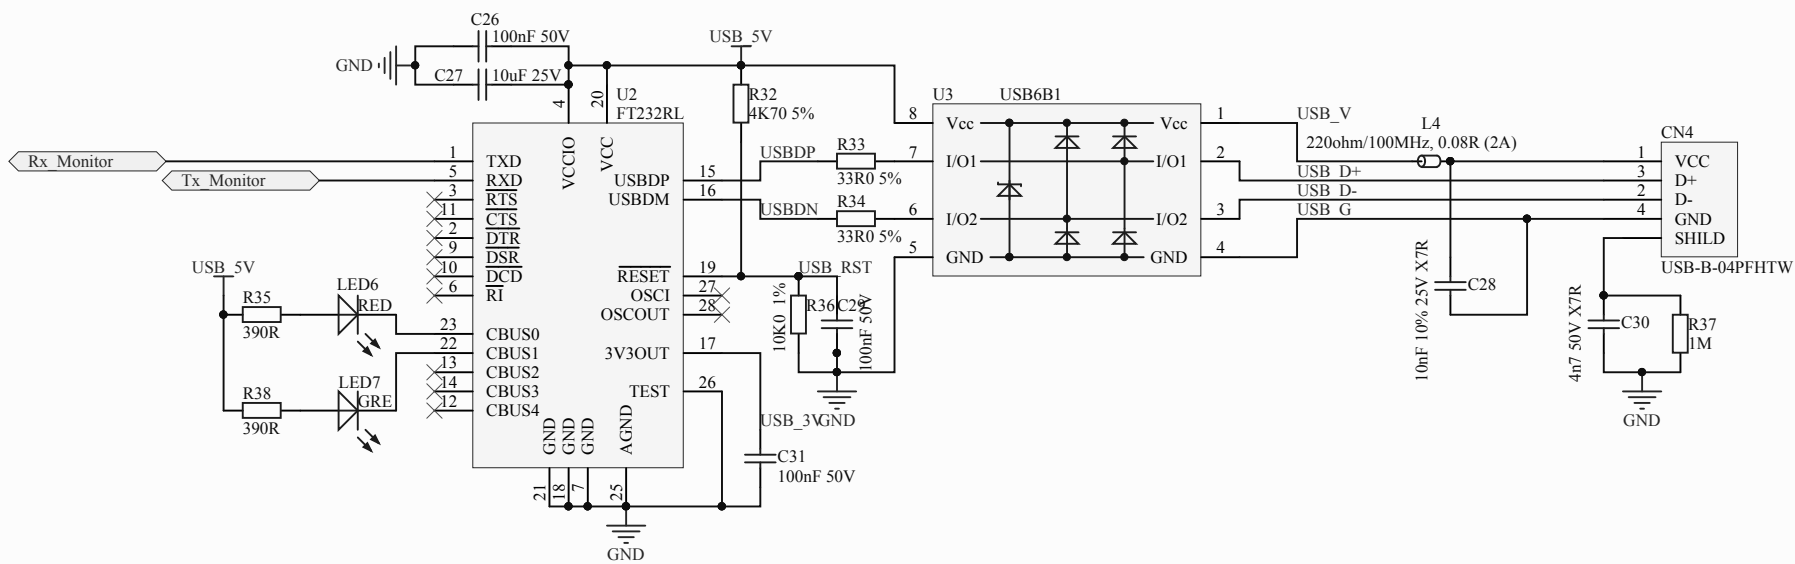 C26
100nF 50V
GND
C27
10uF 25V
USB_5V
4
20
U2
FT232RL
R32
4K70 5%
U3
USB6B1
8
Vcc
Vcc
1
USB_V
L4
220ohm/100MHz, 0.08R (2A)
CN4
Rx_Monitor
1
TXD
VCCIO
VCC
USBDP
R33
33R0 5%
7
I/O1
I/O1
2
USB_D+
1
VCC
Tx_Monitor
5
RXD
USBDP
15
3
D+
3
RTS
USBDM
16
USB_D-
2
D-
11
CTS
USBDN
R34
33R0 5%
6
I/O2
I/O2
3
USB_G
4
GND
2
DTR
SHILD
9
DSR
5
GND
GND
4
USB-B-04PFHTW
USB_5V
10
DCD
RESET
19
USB_RST
6
RI
OSCI
27
OSCOUT
28
R35
390R
LED6
RED
10K0 1%
R36
C29
100nF 50V
10nF 10% 25V X7R
C28
4n7 50V X7R
C30
R37
1M
23
CBUS0
22
CBUS1
3V3OUT
17
13
CBUS2
R38
390R
LED7
GRE
14
CBUS3
TEST
26
12
CBUS4
GND
GND
GND
AGND
USB_3V
GND
GND
C31
100nF 50V
21
18
7
25
GND